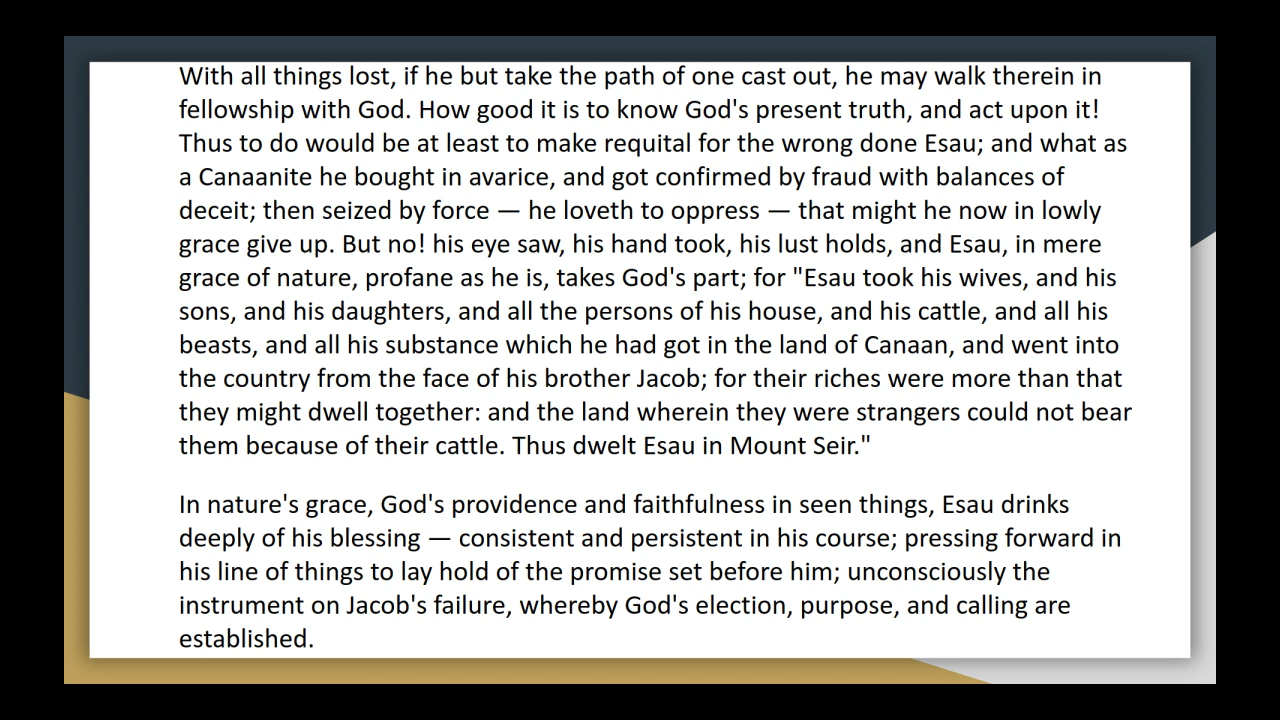 With all things lost, if he but take the path of one cast out, he may walk therein in
fellowship with God. How good it is to know God's present truth, and act upon it!
Thus to do would be at least to make requital for the wrong done Esau; and what as
a Canaanite he bought in avarice, and got confirmed by fraud with balances of
deceit; then seized by force — he loveth to oppress — that might he now in lowly
grace give up. But no! his eye saw, his hand took, his lust holds, and Esau, in mere
grace of nature, profane as he is, takes God's part; for "Esau took his wives, and his
sons, and his daughters, and all the persons of his house, and his cattle, and all his
beasts, and all his substance which he had got in the land of Canaan, and went into
the country from the face of his brother Jacob; for their riches were more than that
they might dwell together: and the land wherein they were strangers could not bear
them because of their cattle. Thus dwelt Esau in Mount Seir."
In nature's grace, God's providence and faithfulness in seen things, Esau drinks
deeply of his blessing — consistent and persistent in his course; pressing forward in
his line of things to lay hold of the promise set before him; unconsciously the
instrument on Jacob's failure, whereby God's election, purpose, and calling are
established.